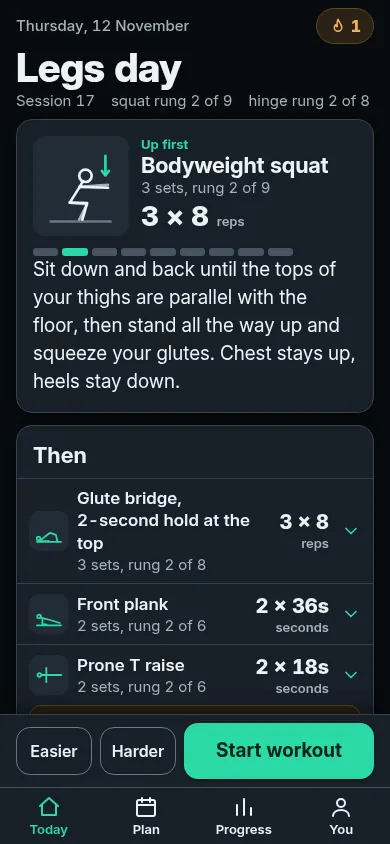 Thursday, 12 November
1
Legs day
Session 17 squat rung 2 of 9 hinge rung 2 of 8
Up first
Bodyweight squat
3 sets, rung 2 of 9
3 × 8 reps
Sit down and back until the tops of
your thighs are parallel with the
floor, then stand all the way up and
squeeze your glutes. Chest stays up,
heels stay down.
Then
Glute bridge,
2-second hold at the
top
3 sets, rung 2 of 8
3 × 8
reps
Front plank
2 sets, rung 2 of 6
2 × 36s
seconds
Prone T raise
2 sets, rung 2 of 6
2 × 18s
seconds
Easier
Harder
Start workout
Today
Plan
Progress
You